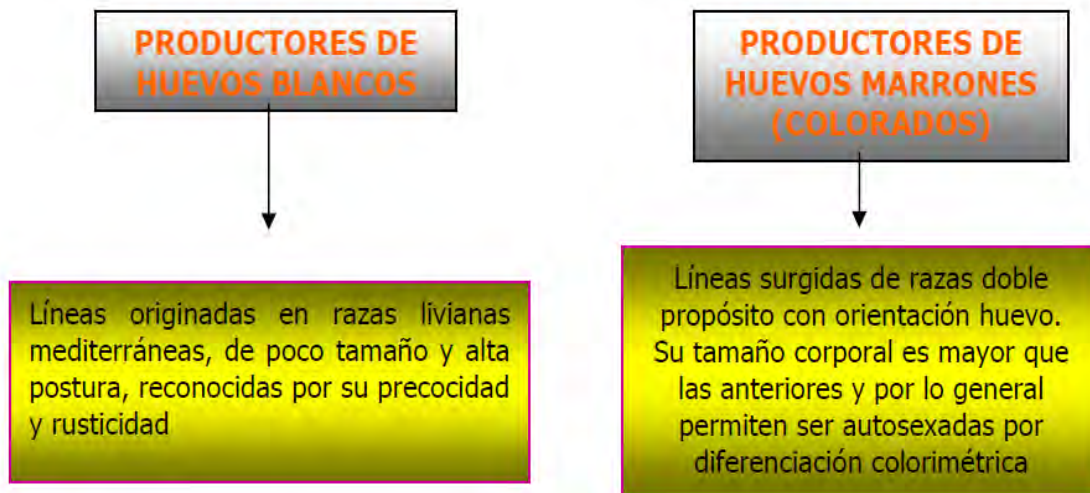 PRODUCTORES DE
HUEVOS BLANCOS
Líneas originadas en razas livianas
mediterráneas, de poco tamaño y alta
postura, reconocidas por su precocidad
y rusticidad
PRODUCTORES DE
HUEVOS MARRONES
(COLORADOS)
Líneas surgidas de razas doble
propósito con orientación huevo.
Su tamaño corporal es mayor que
las anteriores y por lo general
permiten ser autosexadas por
diferenciación colorimétrica